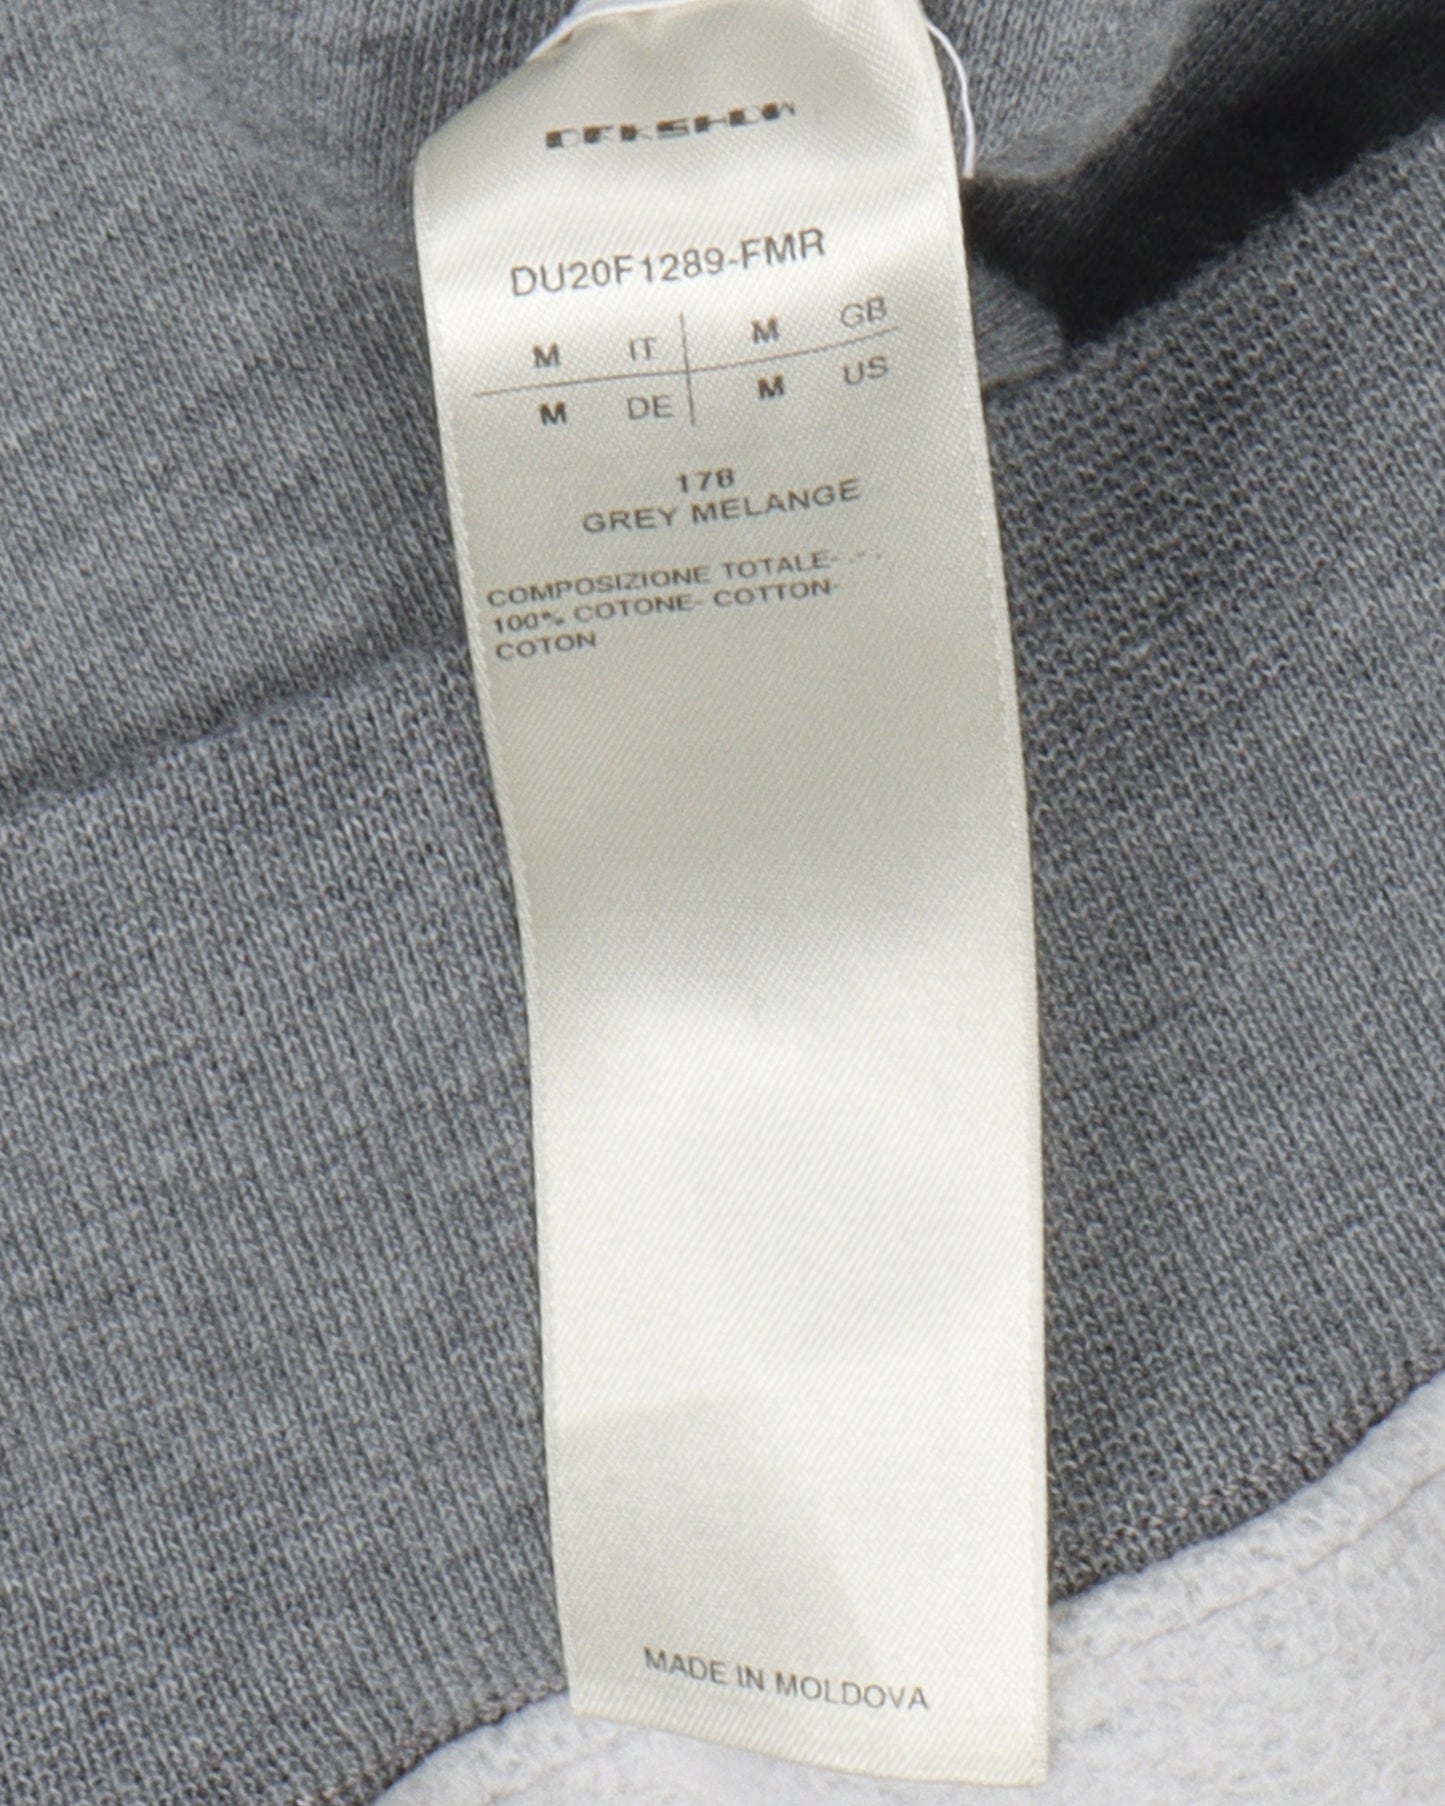 DRKSHDW
DU20F1289-FMR
M IT M GB
M DE M US
178
GREY MELANGE
COMPOSIZIONE TOTALE-
100% COTONE- COTTON-
COTON
MADE IN MOLDOVA